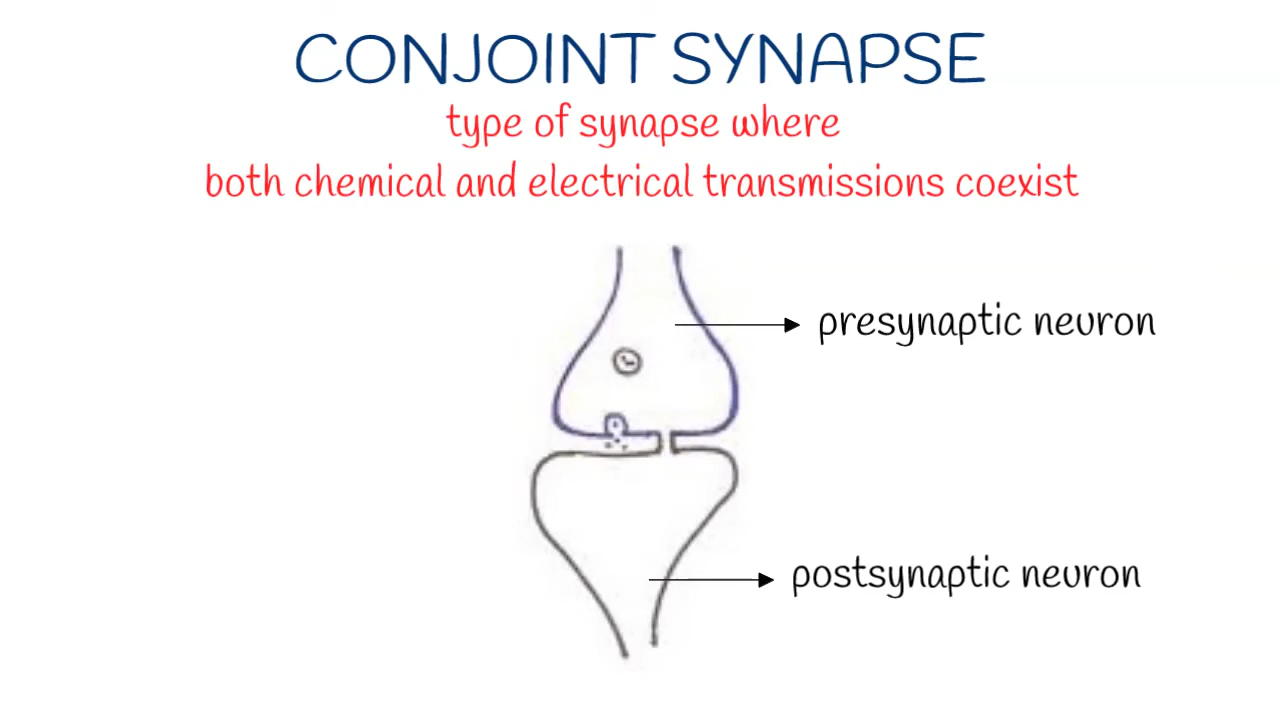 CONJOINT SYNAPSE
type of synapse where
both chemical and electrical transmissions coexist
presynaptic neuron
postsynaptic neuron